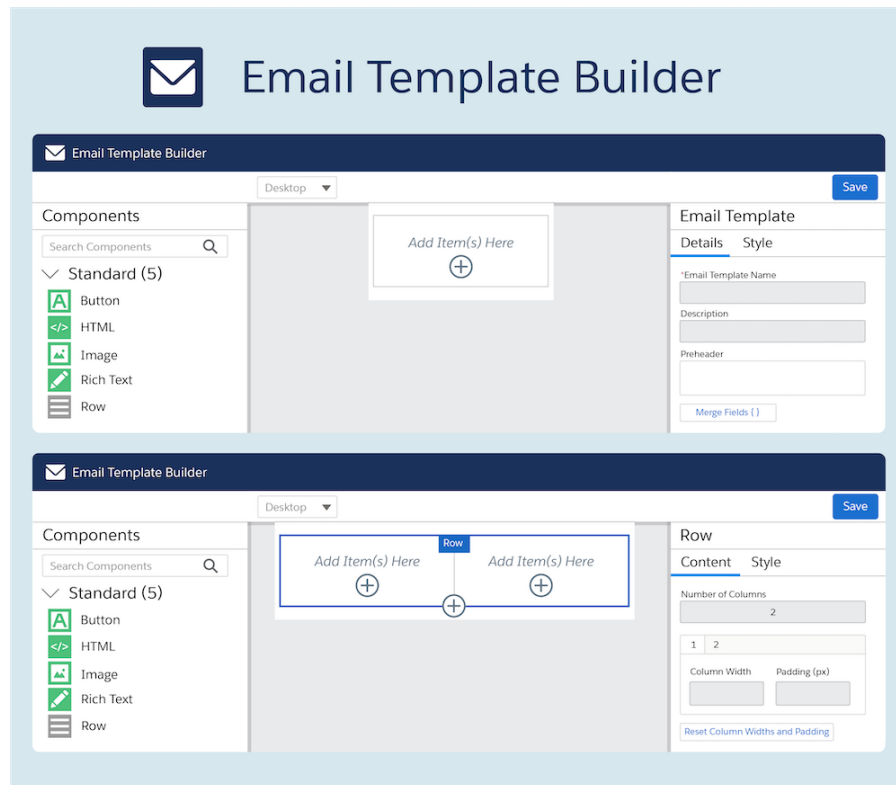 Email Template Builder
Email Template Builder
Desktop
Save
Components
Search Components
Standard (5)
Button
HTML
Image
Rich Text
Row
Add Item(s) Here
Email Template
Details Style
*Email Template Name
Description
Preheader
Merge Fields { }
Email Template Builder
Desktop
Save
Components
Search Components
Standard (5)
A Button
</> HTML
Image
Rich Text
Row
Row
Add Item(s) Here Add Item(s) Here
Row
Content Style
Number of Columns
2
1 2
Column Width Padding (px)
Reset Column Widths and Padding